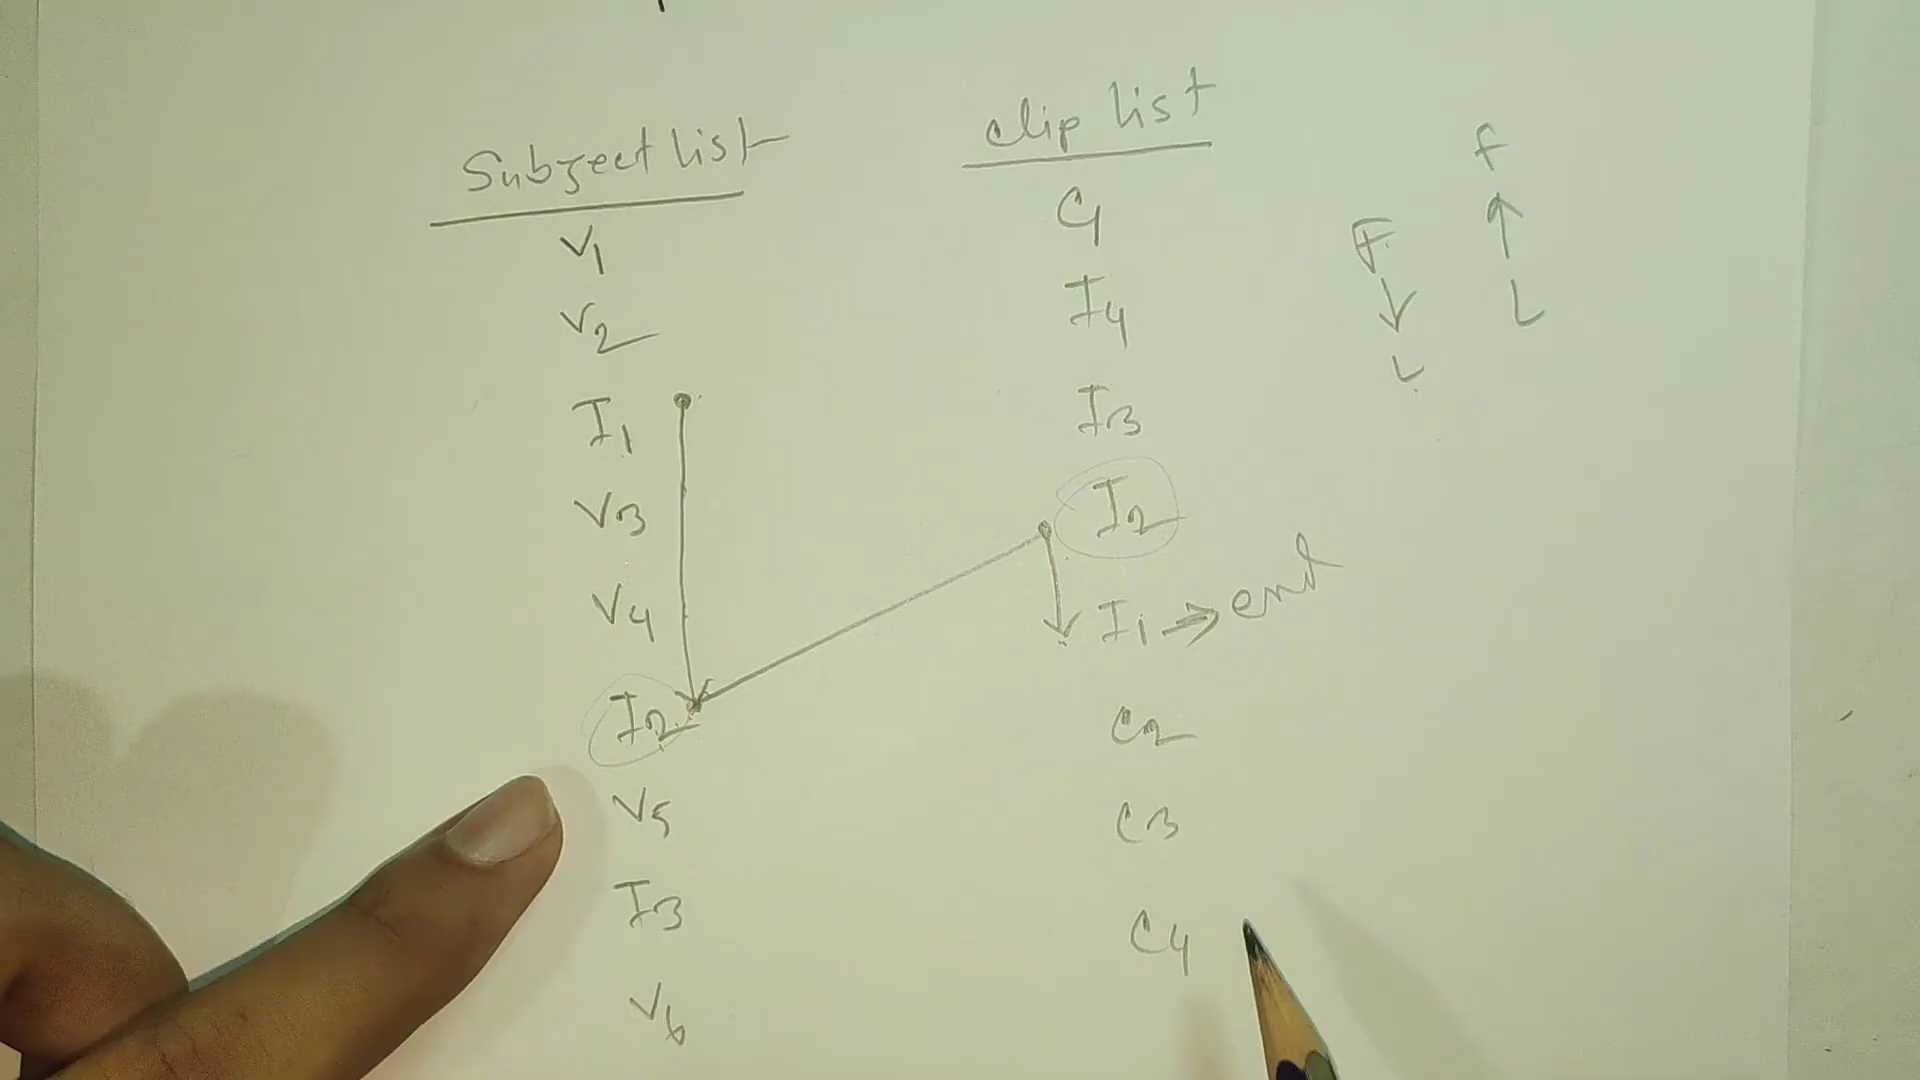 Subject list
V1
V2
I1
V3
V4
I2
V5
I3
V6
Clip list
C1
I4
I3
I2
I1 → end
C2
C3
C4
F
↓
L
f
↑
L